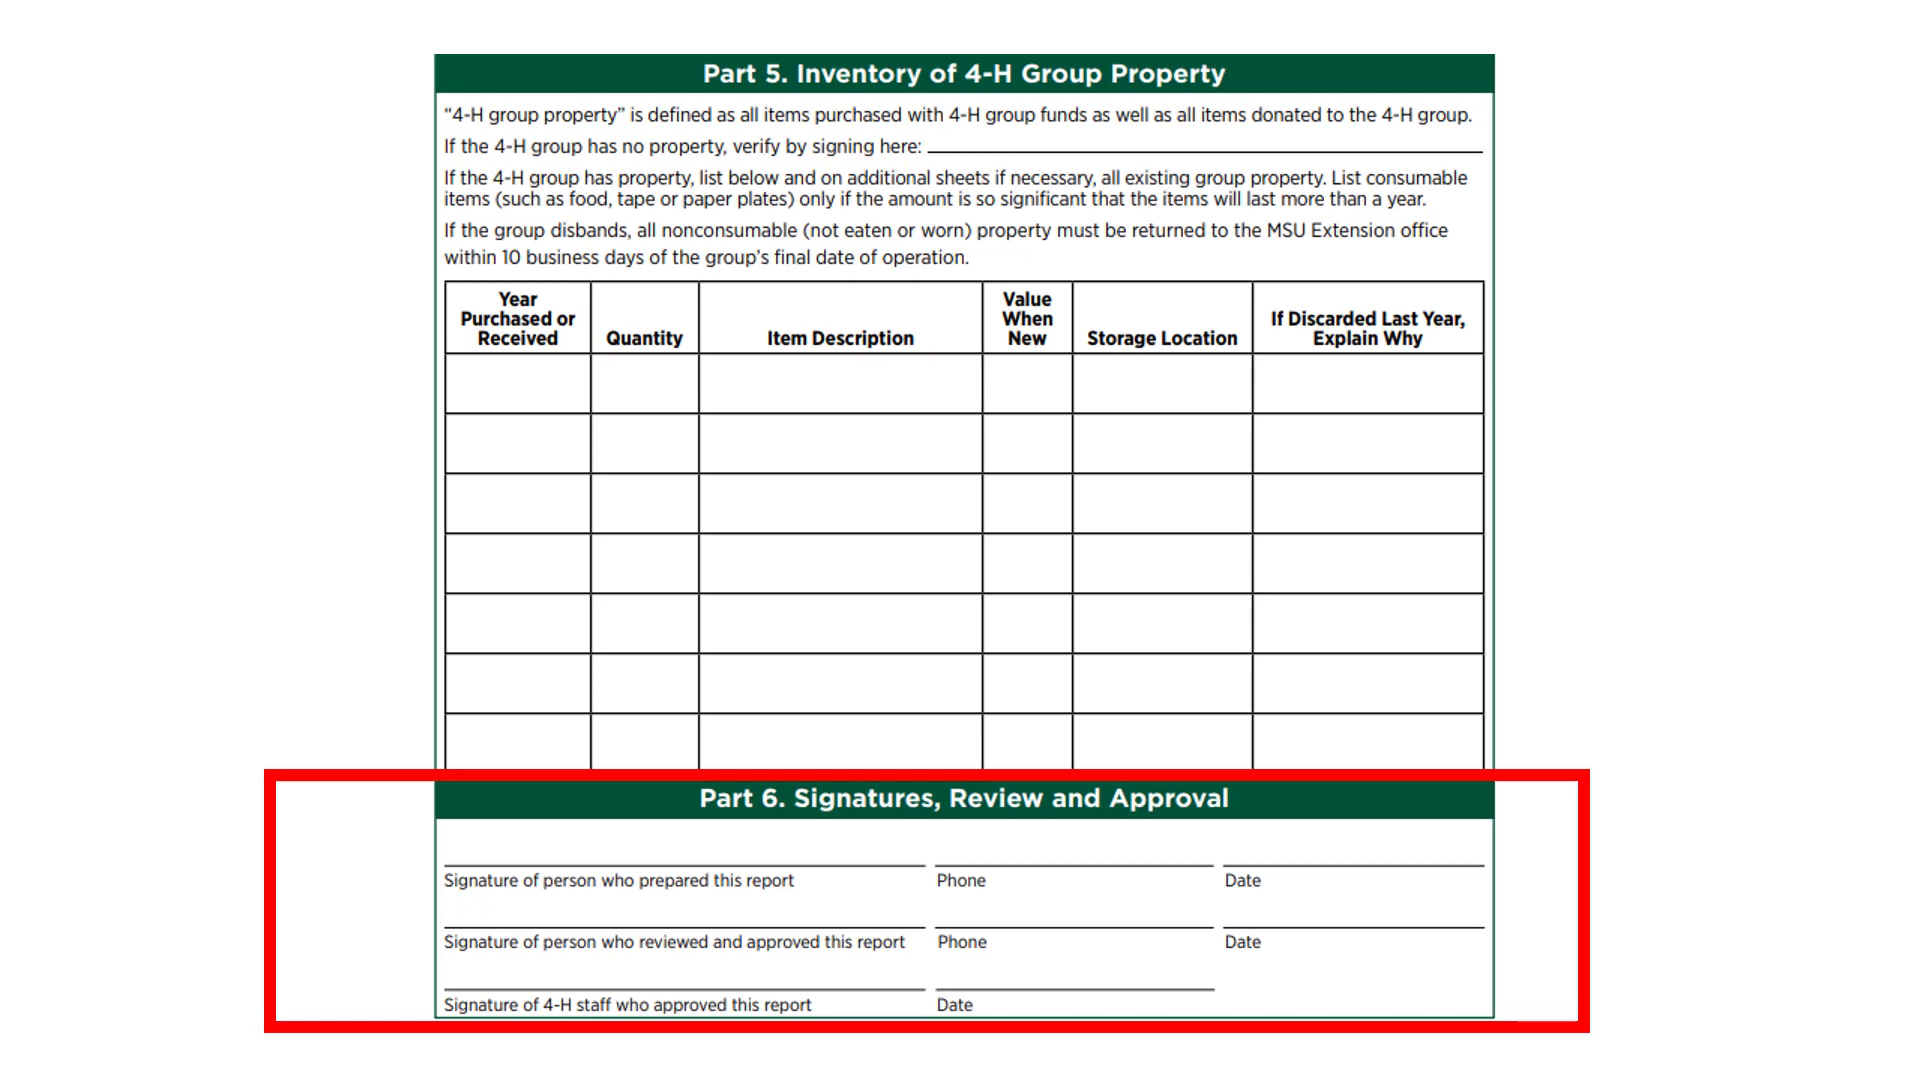 Part 5. Inventory of 4-H Group Property
“4-H group property” is defined as all items purchased with 4-H group funds as well as all items donated to the 4-H group.
If the 4-H group has no property, verify by signing here:
If the 4-H group has property, list below and on additional sheets if necessary, all existing group property. List consumable
items (such as food, tape or paper plates) only if the amount is so significant that the items will last more than a year.
If the group disbands, all nonconsumable (not eaten or worn) property must be returned to the MSU Extension office
within 10 business days of the group’s final date of operation.
Year
Purchased or
Received
Quantity
Item Description
Value
When
New
Storage Location
If Discarded Last Year,
Explain Why
Part 6. Signatures, Review and Approval
Signature of person who prepared this report Phone Date
Signature of person who reviewed and approved this report Phone Date
Signature of 4-H staff who approved this report Date